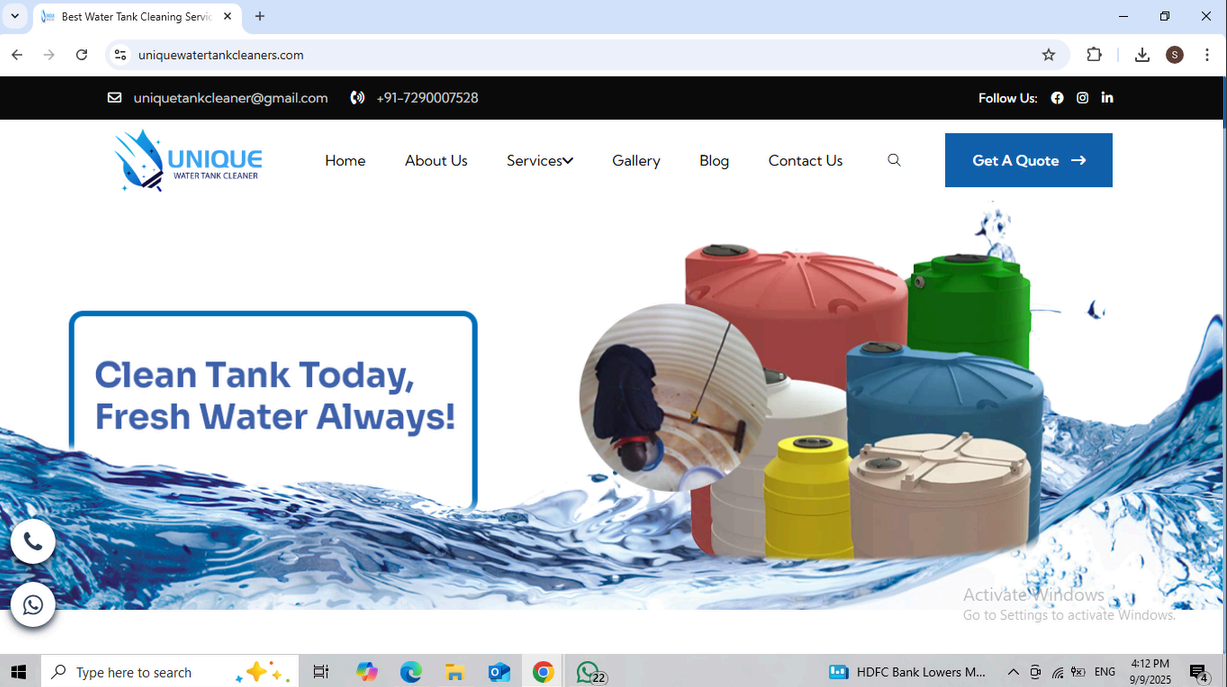 Best Water Tank Cleaning Servic
uniquewatertankcleaners.com
S
uniquetankcleaner@gmail.com +91-7290007528 Follow Us:
UNIQUE
WATER TANK CLEANER
Home About Us Services Gallery Blog Contact Us Get A Quote
Clean Tank Today,
Fresh Water Always!
Activate Windows
Go to Settings to activate Windows.
Type here to search
22
HDFC Bank Lowers M...
ENG
4:12 PM
9/9/2025
4